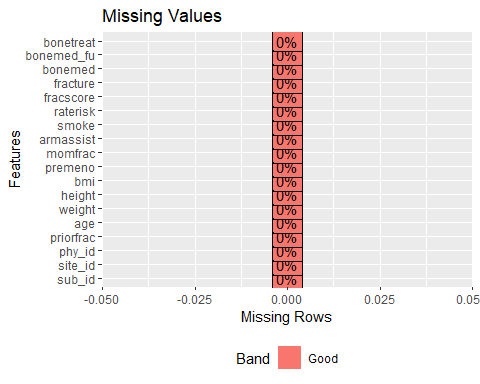 Missing Values
Features
bonetreat 0%
bonemed_fu 0%
bonemed 0%
fracture 0%
fracscore 0%
raterisk 0%
smoke 0%
armassist 0%
momfrac 0%
premeno 0%
bmi 0%
height 0%
weight 0%
age 0%
priorfrac 0%
phy_id 0%
site_id 0%
sub_id 0%
-0.050 -0.025 0.000 0.025 0.05
Missing Rows
Band Good